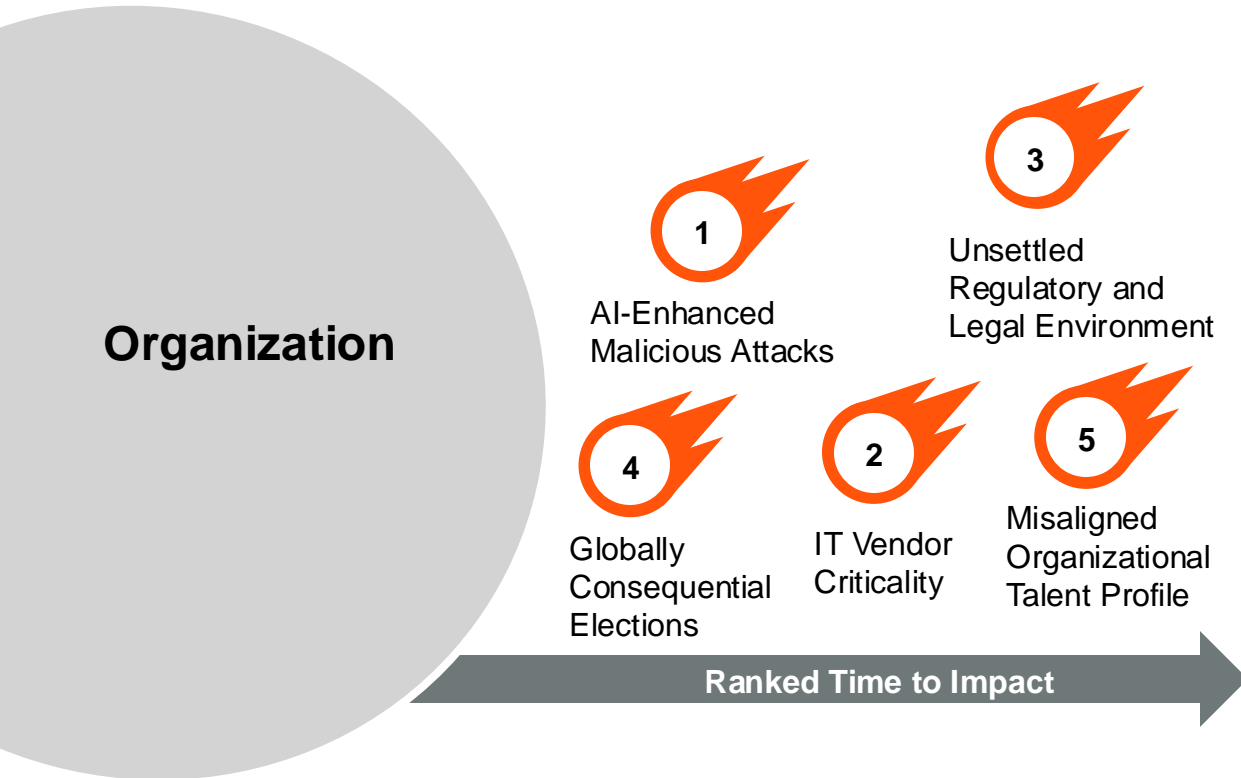 Organization
1
AI-Enhanced
Malicious Attacks
3
Unsettled
Regulatory and
Legal Environment
4
Globally
Consequential
Elections
2
IT Vendor
Criticality
5
Misaligned
Organizational
Talent Profile
Ranked Time to Impact